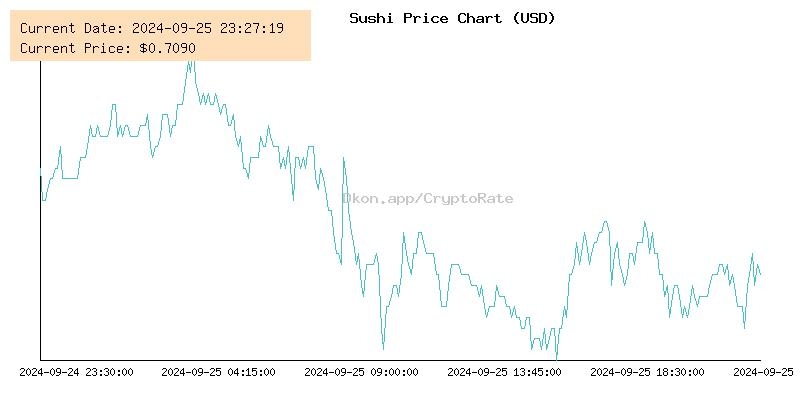 Sushi Price Chart (USD)
Current Date: 2024-09-25 23:27:19
Current Price: $0.7090
Dkon.app/CryptoRate
2024-09-24 23:30:00 2024-09-25 04:15:00 2024-09-25 09:00:00 2024-09-25 13:45:00 2024-09-25 18:30:00 2024-09-25